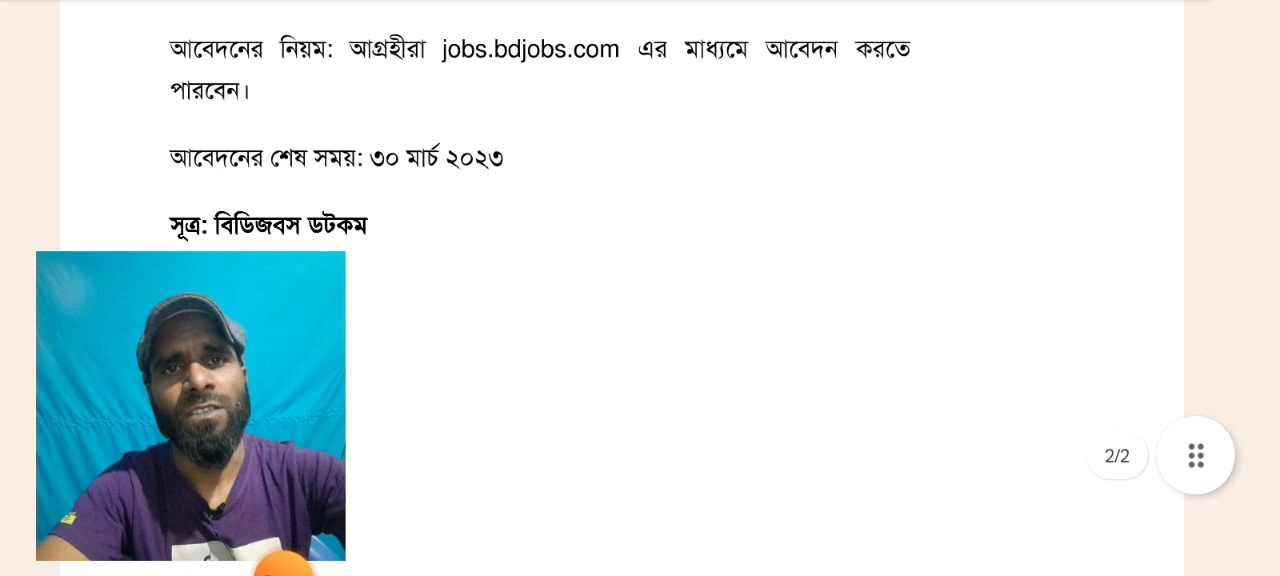 আবেদনের নিয়ম: আগ্রহীরা jobs.bdjobs.com এর মাধ্যমে আবেদন করতে
পারবেন।
আবেদনের শেষ সময়: ৩০ মার্চ ২০২৩
সূত্র: বিডিজবস ডটকম
2/2